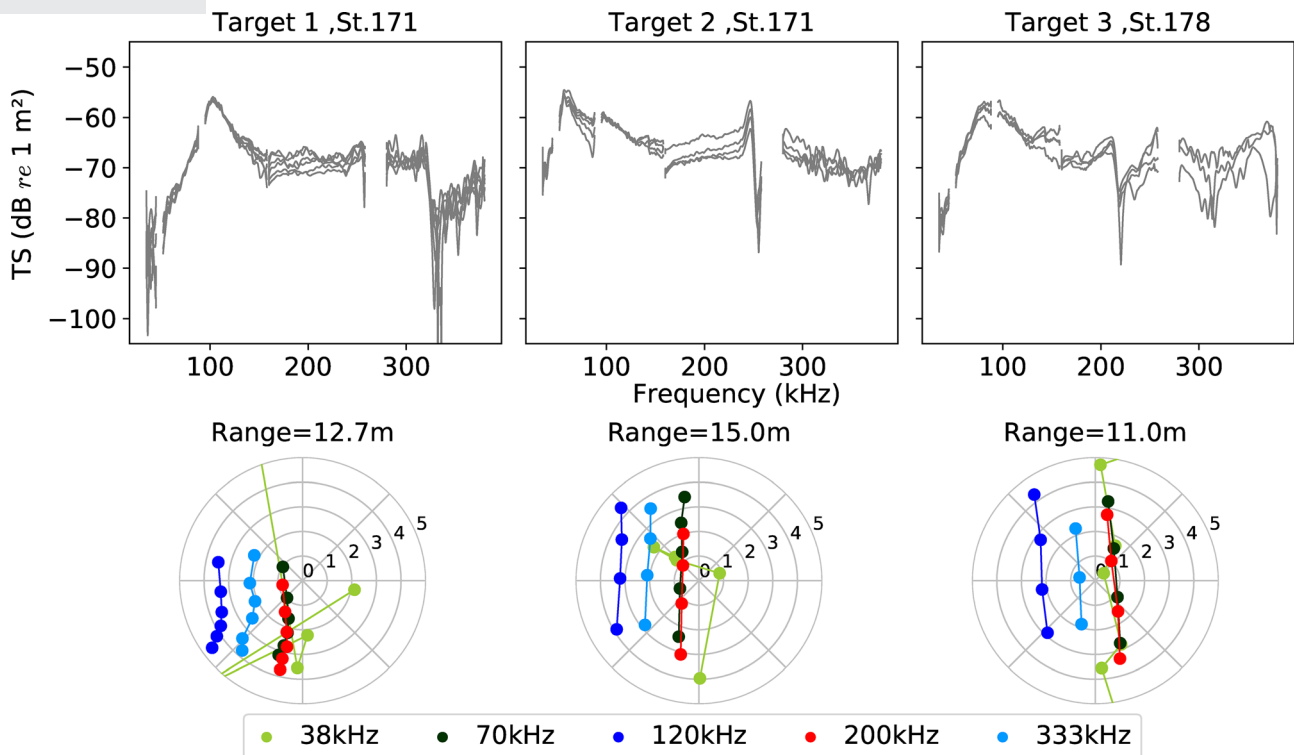 Target 1 ,St.171
Target 2 ,St.171
Target 3 ,St.178
TS (dB re 1 m²)
−50
−60
−70
−80
−90
−100
100 200 300
100 200 300
100 200 300
Frequency (kHz)
Range=12.7m
Range=15.0m
Range=11.0m
0 1 2 3 4 5
0 1 2 3 4 5
0 1 2 3 4 5
38kHz 70kHz 120kHz 200kHz 333kHz